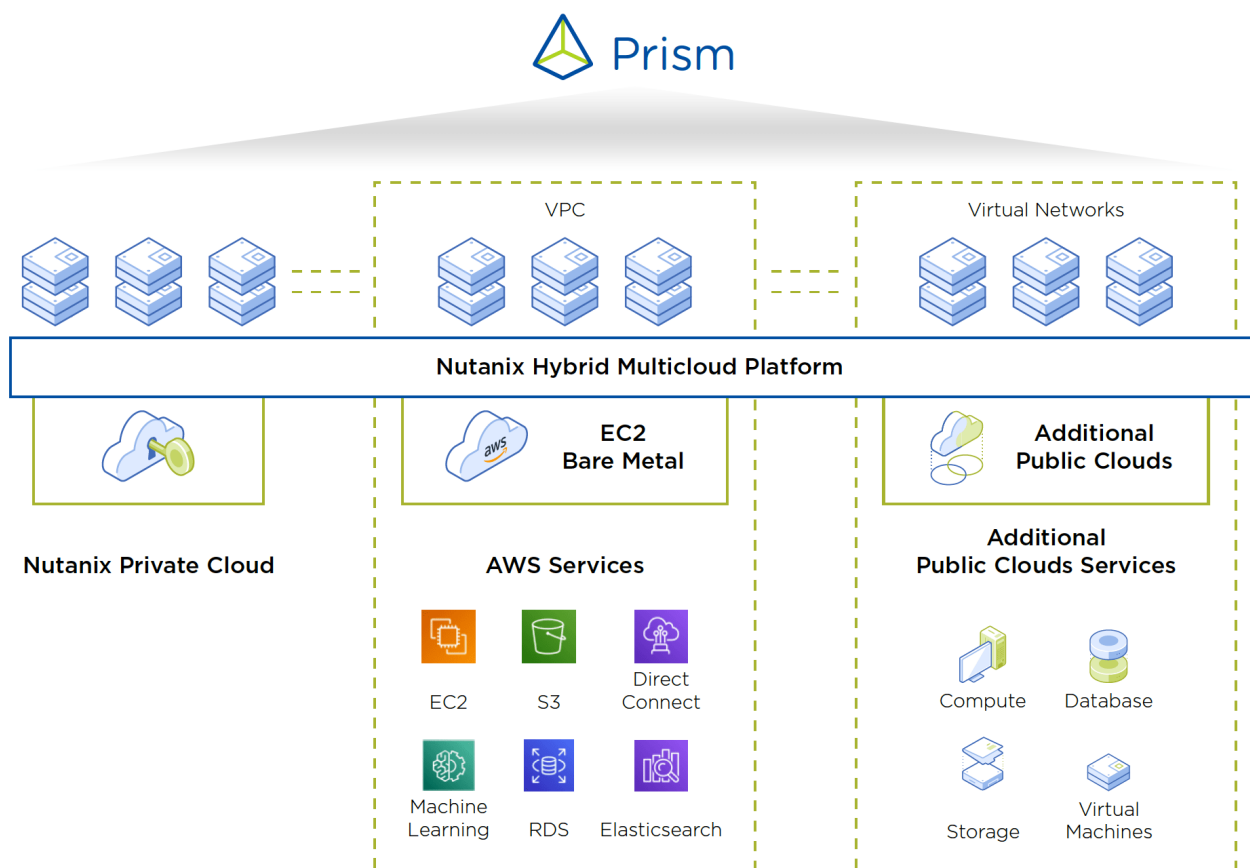 Prism
VPC
Virtual Networks
Nutanix Hybrid Multicloud Platform
aws
EC2
Bare Metal
Additional
Public Clouds
Nutanix Private Cloud
AWS Services
Additional
Public Clouds Services
EC2
S3
Direct
Connect
Machine
Learning
RDS
Elasticsearch
Compute
Database
Storage
Virtual
Machines